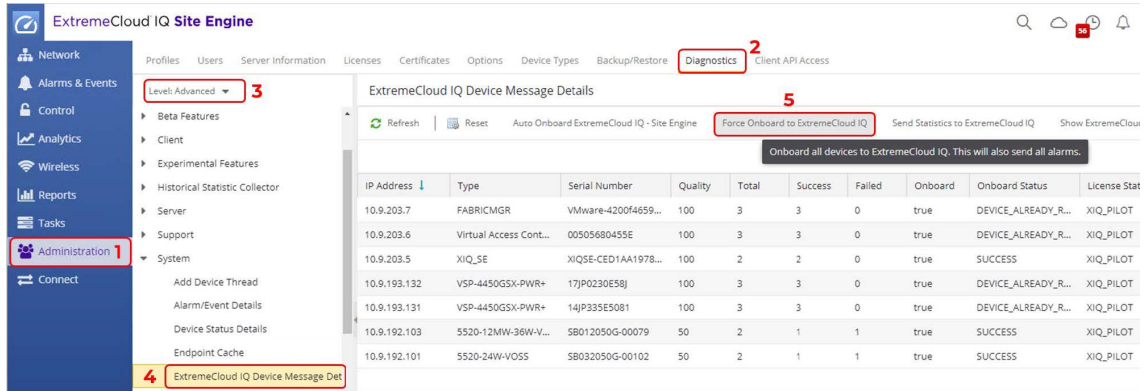 ExtremeCloud IQ Site Engine
56
Network
Alarms & Events
Control
Analytics
Wireless
Reports
Tasks
Administration 1
Connect
Profiles Users Server Information Licenses Certificates Options Device Types Backup/Restore Diagnostics 2 Client API Access
Level: Advanced 3
Beta Features
Client
Experimental Features
Historical Statistic Collector
Server
Support
System
Add Device Thread
Alarm/Event Details
Device Status Details
Endpoint Cache
4 ExtremeCloud IQ Device Message Det
ExtremeCloud IQ Device Message Details
5
Refresh Reset Auto Onboard ExtremeCloud IQ - Site Engine Force Onboard to ExtremeCloud IQ Send Statistics to ExtremeCloud IQ Show ExtremeClou
Onboard all devices to ExtremeCloud IQ. This will also send all alarms.
IP Address Type Serial Number Quality Total Success Failed Onboard Onboard Status License Stat
10.9.203.7 FABRICMGR VMware-4200f4659... 100 3 3 0 true DEVICE_ALREADY_R... XIQ_PILOT
10.9.203.6 Virtual Access Cont... 00505680455E 100 3 3 0 true DEVICE_ALREADY_R... XIQ_PILOT
10.9.203.5 XIQ_SE XIQSE-CED1AA1978... 100 2 2 0 true SUCCESS XIQ_PILOT
10.9.193.132 VSP-4450GSX-PWR+ 17JP0230E58J 100 3 3 0 true DEVICE_ALREADY_R... XIQ_PILOT
10.9.193.131 VSP-4450GSX-PWR+ 14JP335E5081 100 3 3 0 true DEVICE_ALREADY_R... XIQ_PILOT
10.9.192.103 5520-12MW-36W-V... SB012050G-00079 50 2 1 1 true SUCCESS XIQ_PILOT
10.9.192.101 5520-24W-VOSS SB032050G-00102 50 2 1 1 true SUCCESS XIQ_PILOT